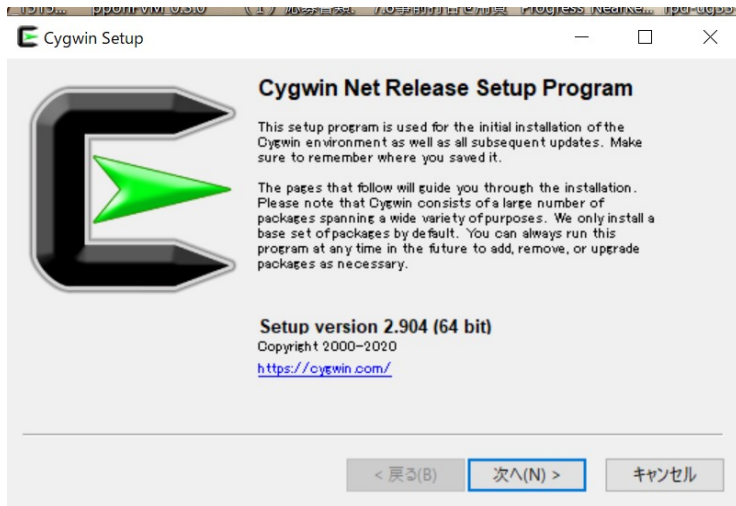 Cygwin Setup
Cygwin Net Release Setup Program
This setup program is used for the initial installation of the
Cygwin environment as well as all subsequent updates. Make
sure to remember where you saved it.
The pages that follow will guide you through the installation.
Please note that Cygwin consists of a large number of
packages spanning a wide variety of purposes. We only install a
base set of packages by default. You can always run this
program at any time in the future to add, remove, or upgrade
packages as necessary.
Setup version 2.904 (64 bit)
Copyright 2000-2020
https://cygwin.com/
< 戻る(B)
次へ(N) >
キャンセル